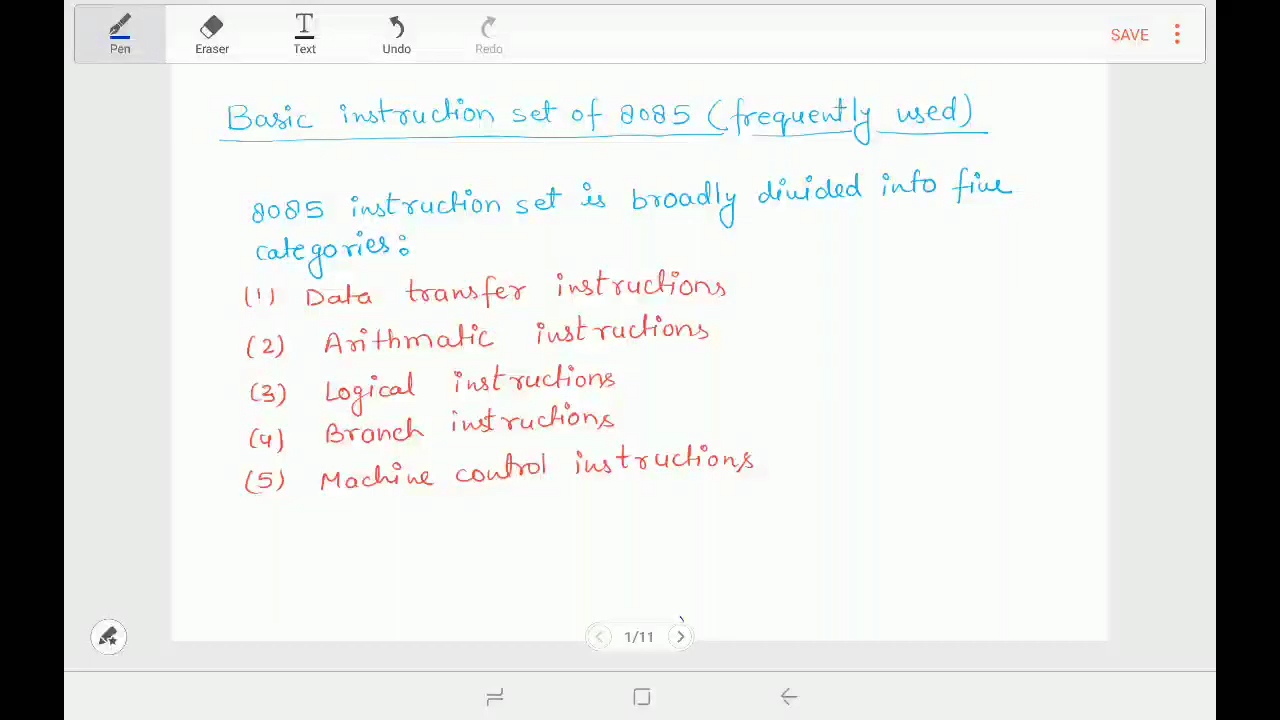 Pen
Eraser
Text
Undo
Redo
SAVE
Basic instruction set of 8085 (frequently used)
8085 instruction set is broadly divided into five
categories:
(1) Data transfer instructions
(2) Arithmatic instructions
(3) Logical instructions
(4) Branch instructions
(5) Machine control instructions
1/11